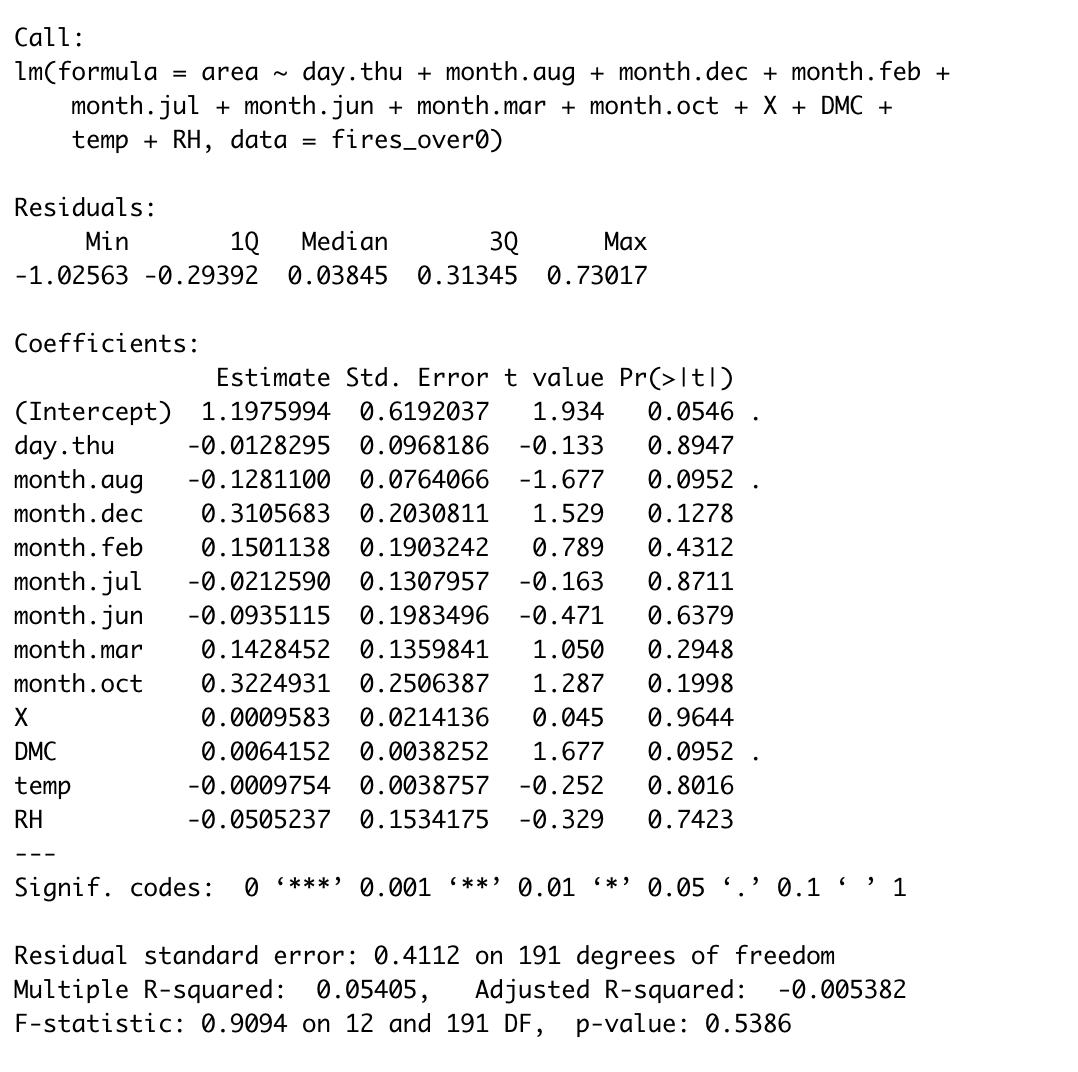 Call:
lm(formula = area ~ day.thu + month.aug + month.dec + month.feb +
    month.jul + month.jun + month.mar + month.oct + X + DMC +
    temp + RH, data = fires_over0)

Residuals:
     Min       1Q   Median       3Q      Max
-1.02563 -0.29392  0.03845  0.31345  0.73017

Coefficients:
              Estimate Std. Error t value Pr(>|t|)
(Intercept)  1.1975994  0.6192037   1.934   0.0546 .
day.thu     -0.0128295  0.0968186  -0.133   0.8947
month.aug   -0.1281100  0.0764066  -1.677   0.0952 .
month.dec    0.3105683  0.2030811   1.529   0.1278
month.feb    0.1501138  0.1903242   0.789   0.4312
month.jul   -0.0212590  0.1307957  -0.163   0.8711
month.jun   -0.0935115  0.1983496  -0.471   0.6379
month.mar    0.1428452  0.1359841   1.050   0.2948
month.oct    0.3224931  0.2506387   1.287   0.1998
X            0.0009583  0.0214136   0.045   0.9644
DMC          0.0064152  0.0038252   1.677   0.0952 .
temp        -0.0009754  0.0038757  -0.252   0.8016
RH          -0.0505237  0.1534175  -0.329   0.7423
---
Signif. codes:  0 ‘***’ 0.001 ‘**’ 0.01 ‘*’ 0.05 ‘.’ 0.1 ‘ ’ 1

Residual standard error: 0.4112 on 191 degrees of freedom
Multiple R-squared:  0.05405,   Adjusted R-squared:  -0.005382
F-statistic: 0.9094 on 12 and 191 DF,  p-value: 0.5386